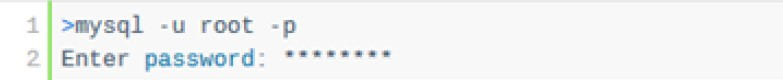 1 >mysql -u root -p
2 Enter password: ********